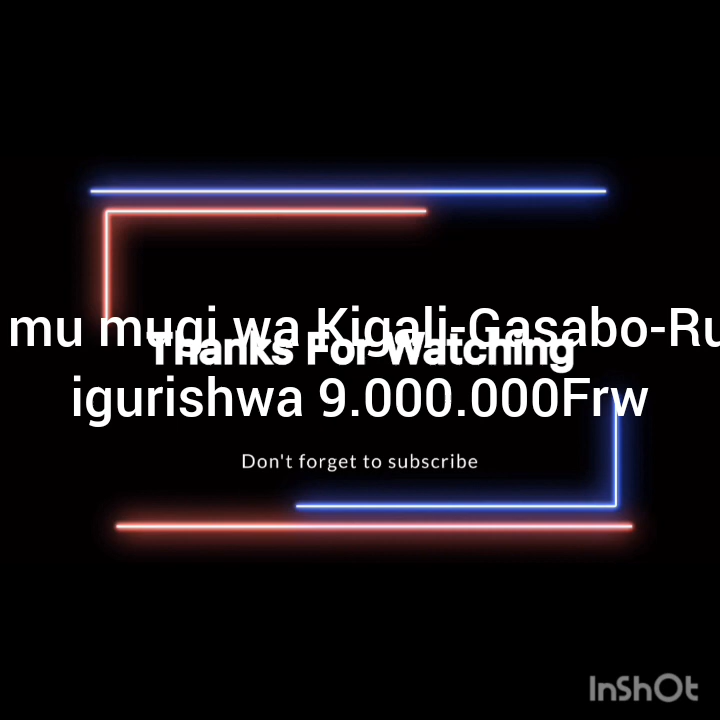 mu mugi wa Kigali-Gasabo-Ru
Thanks For Watching
igurishwa 9.000.000Frw
Don't forget to subscribe
InShOt